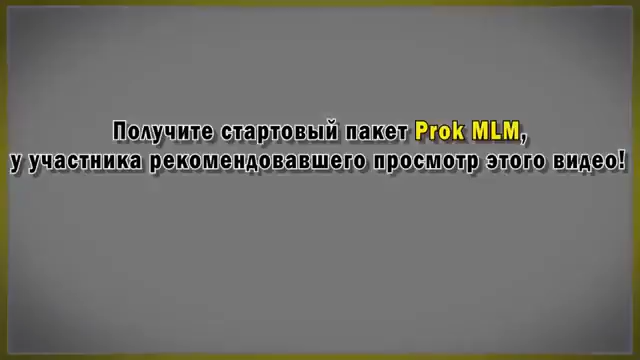 Получите стартовый пакет Prok MLM,
у участника рекомендовавшего просмотр этого видео!